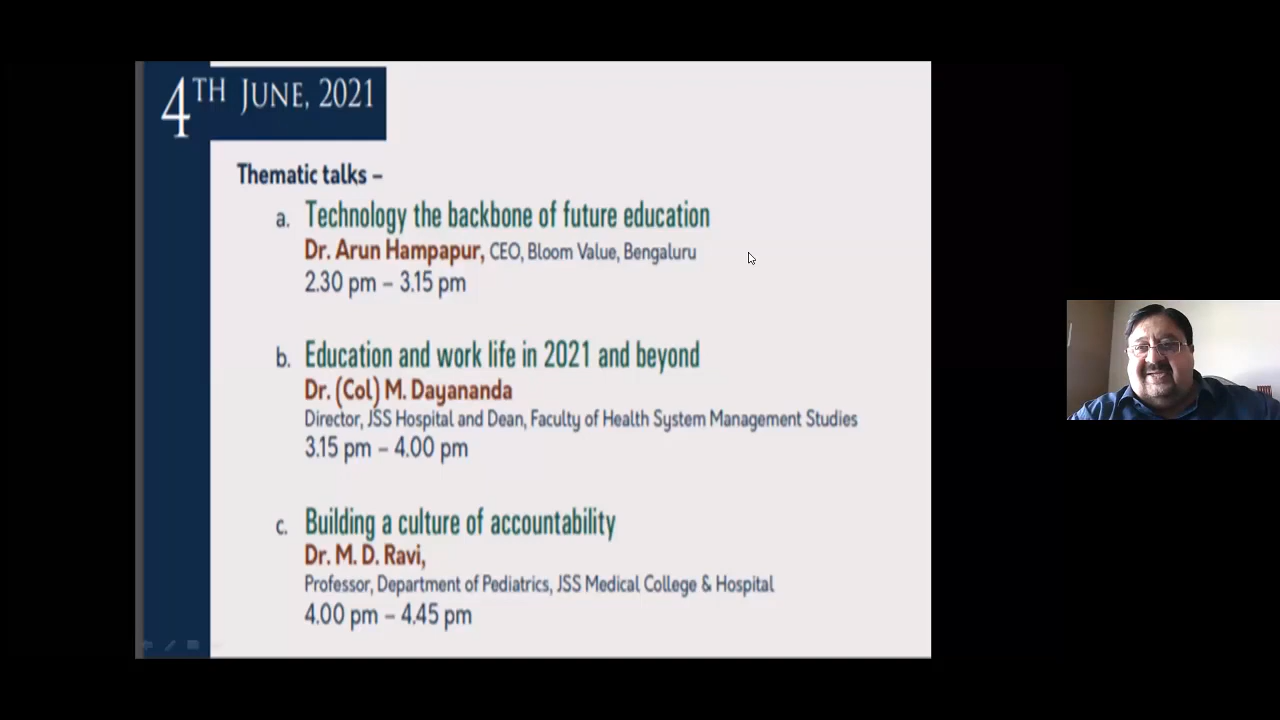 4TH JUNE, 2021
Thematic talks –
a. Technology the backbone of future education
Dr. Arun Hampapur, CEO, Bloom Value, Bengaluru
2.30 pm – 3.15 pm
b. Education and work life in 2021 and beyond
Dr. (Col) M. Dayananda
Director, JSS Hospital and Dean, Faculty of Health System Management Studies
3.15 pm – 4.00 pm
c. Building a culture of accountability
Dr. M. D. Ravi,
Professor, Department of Pediatrics, JSS Medical College & Hospital
4.00 pm – 4.45 pm